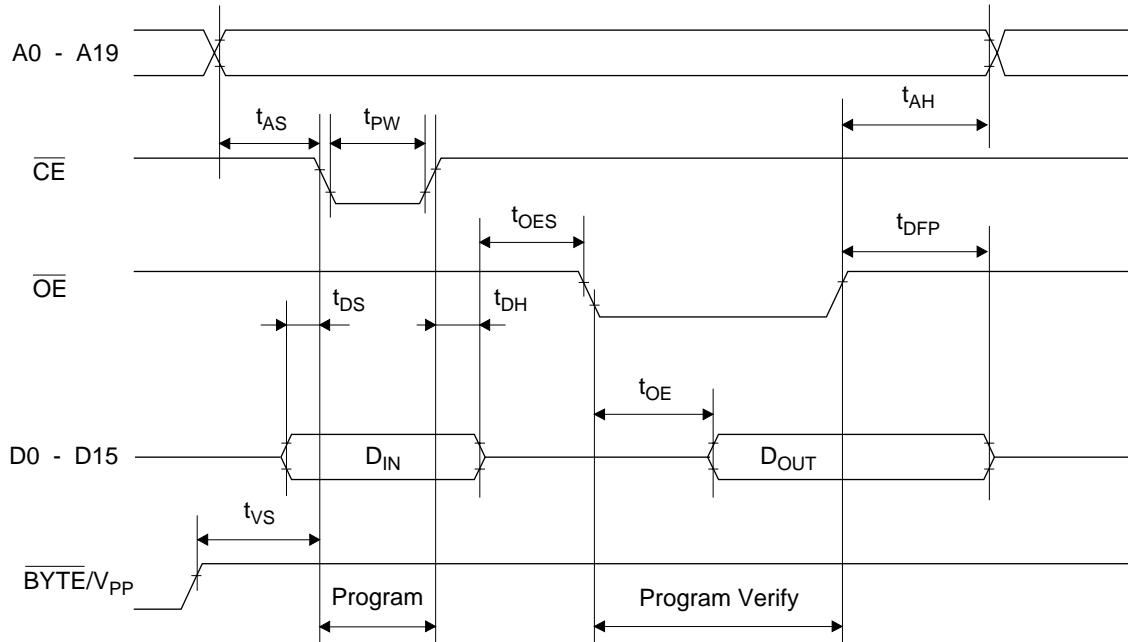 A0 - A19
tAH
tAS
tPW
CE
tOES
tDFP
OE
tDS
tDH
tOE
D0 - D15
DIN
DOUT
tVS
BYTE/VPP
Program
Program Verify